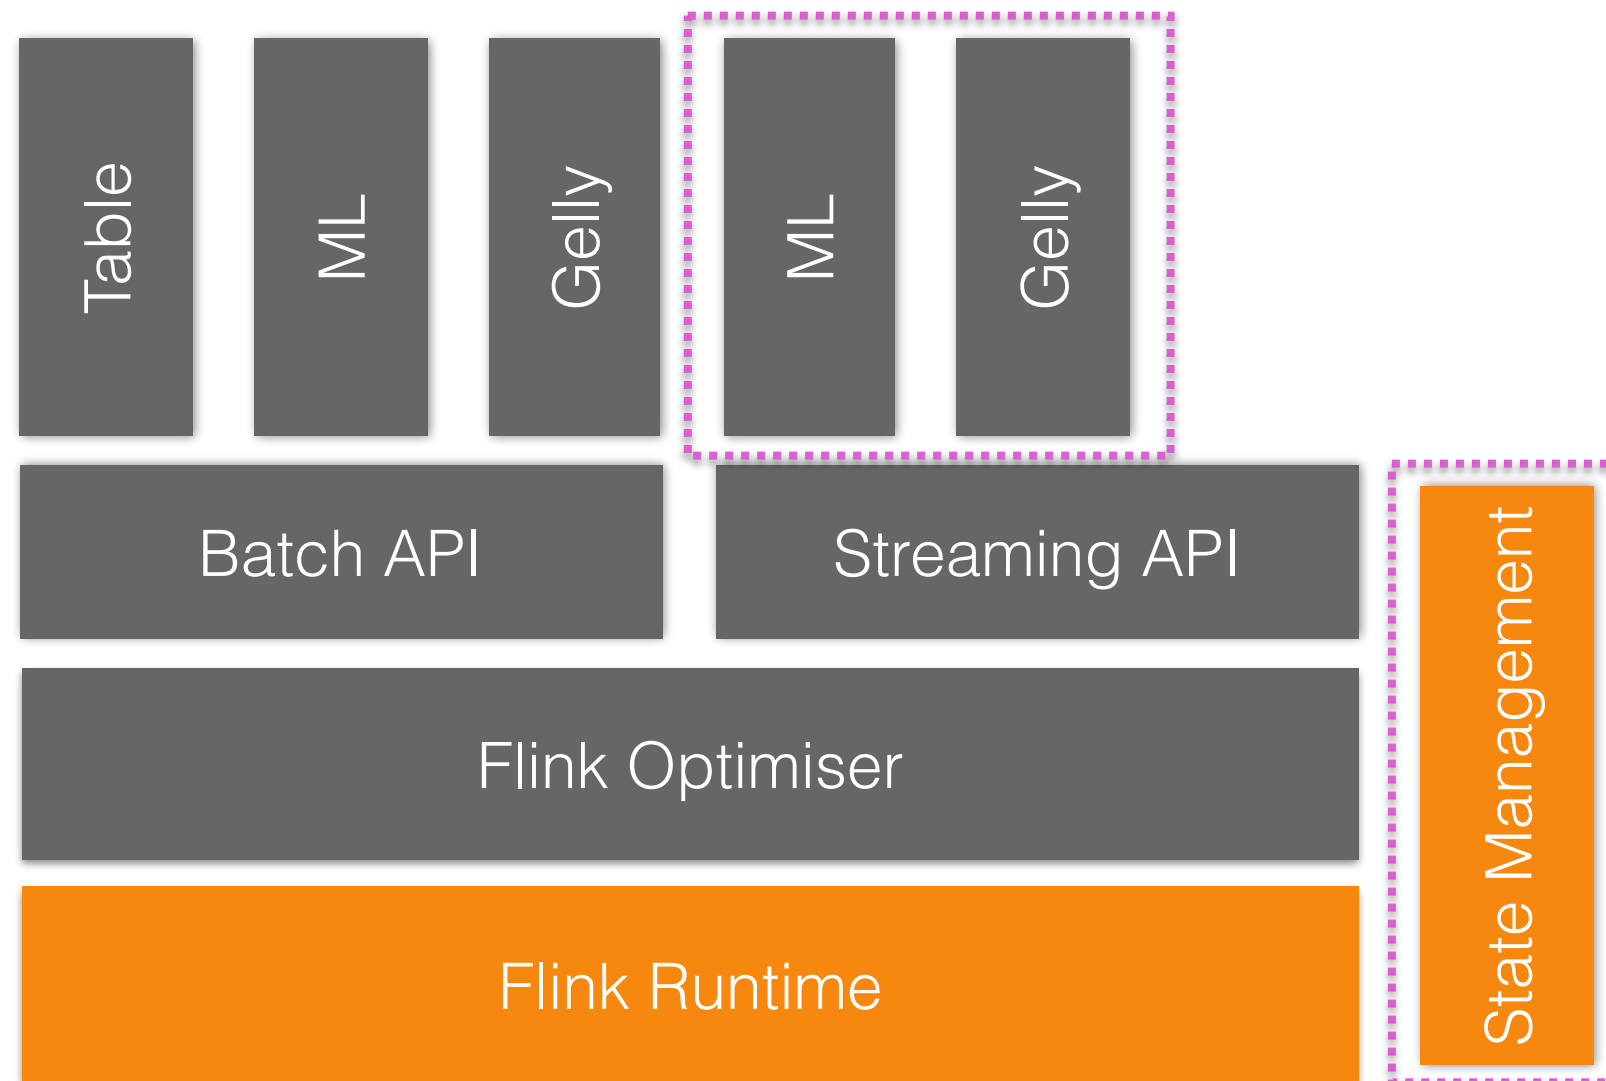 Table
ML
Gelly
ML
Gelly
Batch API
Streaming API
State Management
Flink Optimiser
Flink Runtime